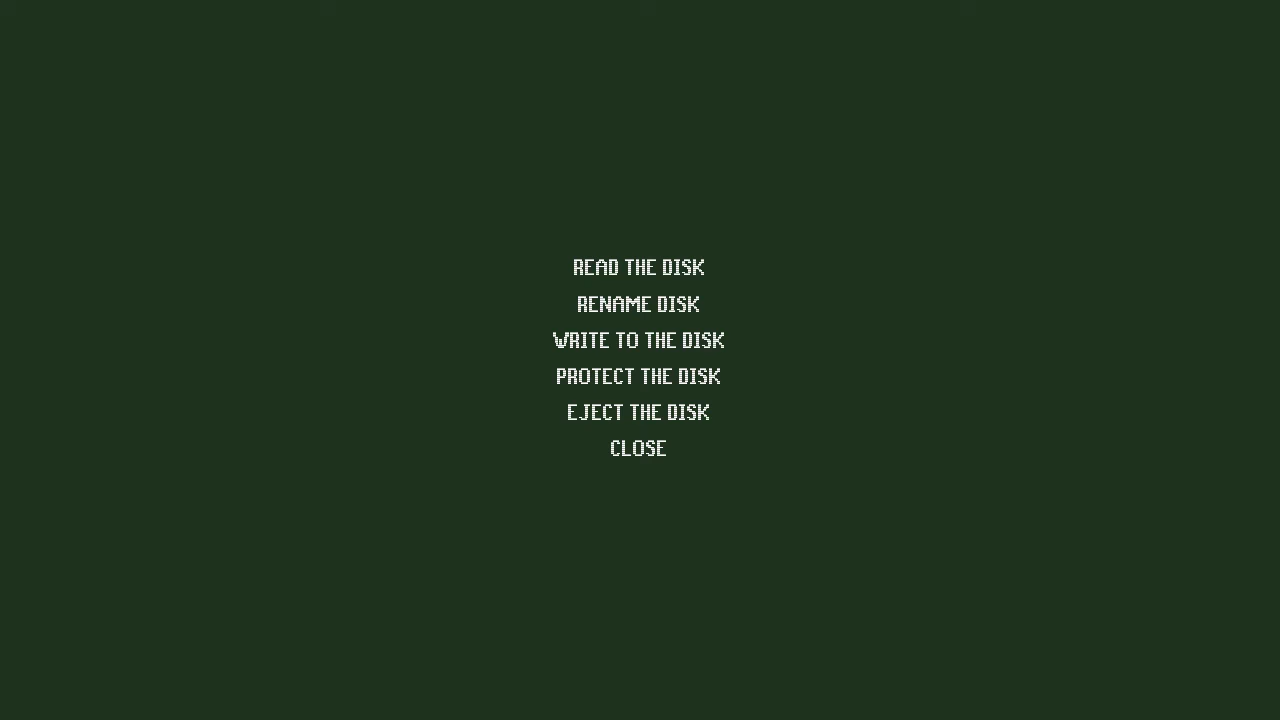 READ THE DISK
RENAME DISK
WRITE TO THE DISK
PROTECT THE DISK
EJECT THE DISK
CLOSE